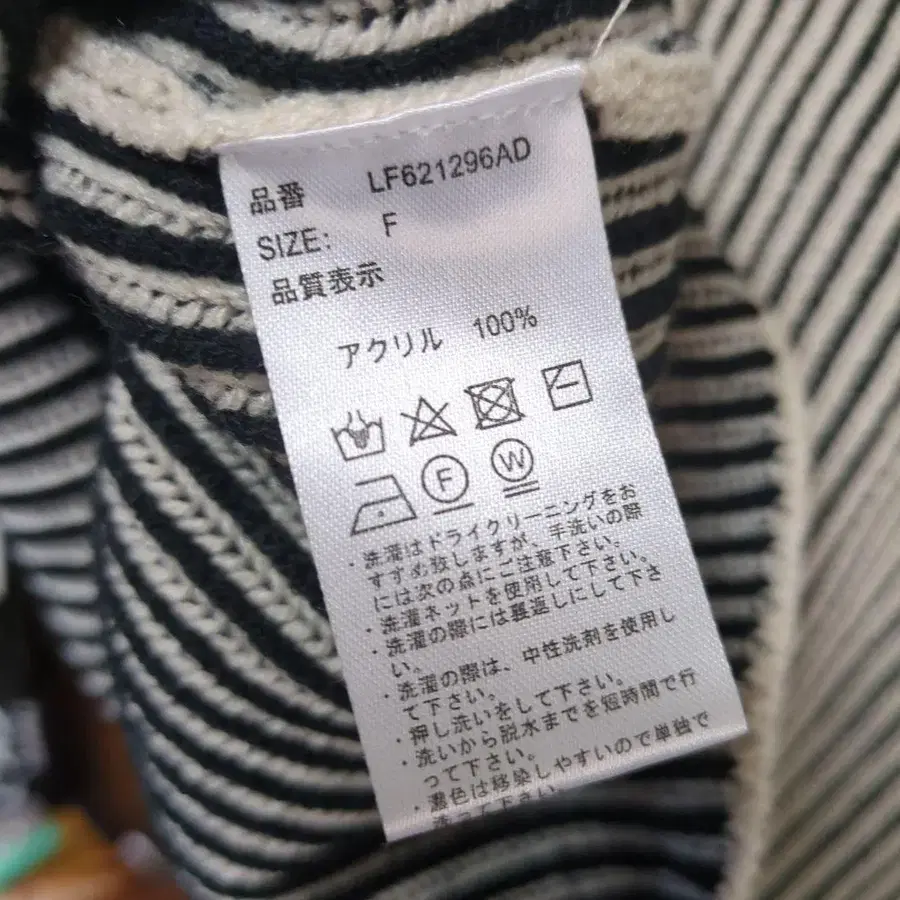 品番 LF621296AD
SIZE: F
品質表示
アクリル 100%
F W
・洗濯はドライクリーニングをお
すすめ致しますが、手洗いの際
には次の点にご注意下さい。
・洗濯ネットを使用して下さい。
・洗濯の際には裏返しにして下さ
い。
・洗濯の際は、中性洗剤を使用し
て下さい。
・押し洗いをして下さい。
・洗いから脱水までを短時間で行
って下さい。
・濃色は移染しやすいので単独で
洗って下さい。